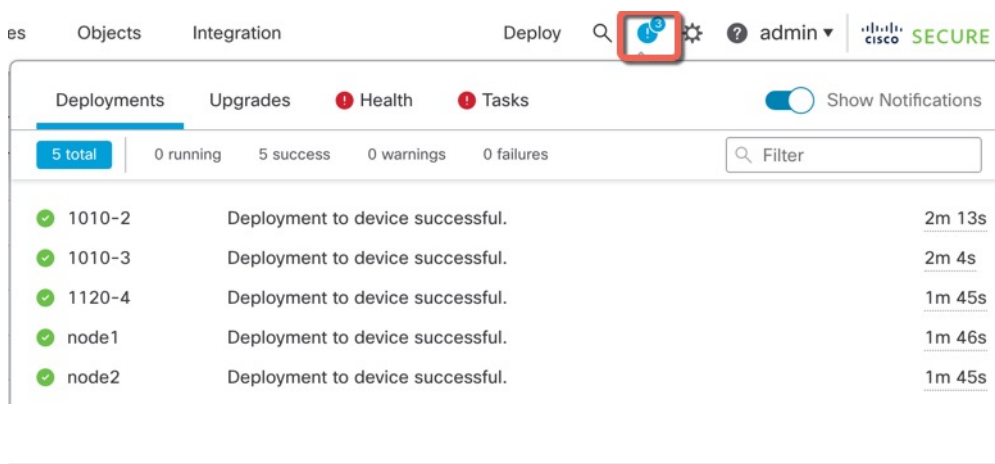 es Objects Integration Deploy 3 admin cisco SECURE
Deployments Upgrades Health Tasks Show Notifications
5 total 0 running 5 success 0 warnings 0 failures Filter
1010-2 Deployment to device successful. 2m 13s
1010-3 Deployment to device successful. 2m 4s
1120-4 Deployment to device successful. 1m 45s
node1 Deployment to device successful. 1m 46s
node2 Deployment to device successful. 1m 45s